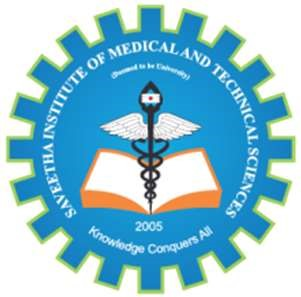 SAVEETHA INSTITUTE OF MEDICAL AND TECHNICAL SCIENCES
(Deemed to be University)
2005
Knowledge Conquers All